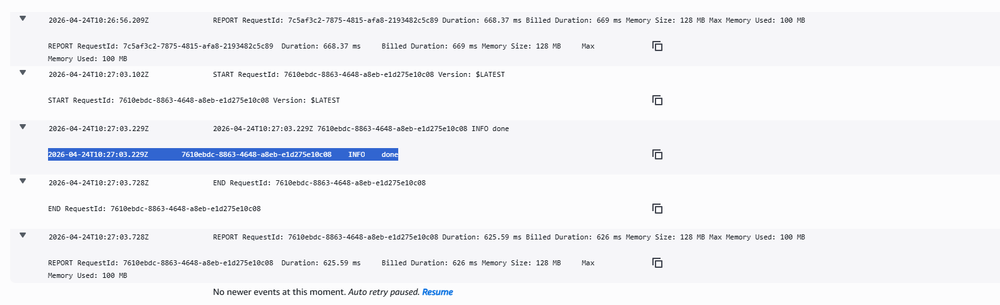 2026-04-24T10:26:56.209Z REPORT RequestId: 7c5af3c2-7875-4815-afa8-2193482c5c89 Duration: 668.37 ms Billed Duration: 669 ms Memory Size: 128 MB Max Memory Used: 100 MB
REPORT RequestId: 7c5af3c2-7875-4815-afa8-2193482c5c89 Duration: 668.37 ms Billed Duration: 669 ms Memory Size: 128 MB Max
Memory Used: 100 MB
2026-04-24T10:27:03.102Z START RequestId: 7610ebdc-8863-4648-a8eb-e1d275e10c08 Version: $LATEST
START RequestId: 7610ebdc-8863-4648-a8eb-e1d275e10c08 Version: $LATEST
2026-04-24T10:27:03.229Z 2026-04-24T10:27:03.229Z 7610ebdc-8863-4648-a8eb-e1d275e10c08 INFO done
2026-04-24T10:27:03.229Z 7610ebdc-8863-4648-a8eb-e1d275e10c08 INFO done
2026-04-24T10:27:03.728Z END RequestId: 7610ebdc-8863-4648-a8eb-e1d275e10c08
END RequestId: 7610ebdc-8863-4648-a8eb-e1d275e10c08
2026-04-24T10:27:03.728Z REPORT RequestId: 7610ebdc-8863-4648-a8eb-e1d275e10c08 Duration: 625.59 ms Billed Duration: 626 ms Memory Size: 128 MB Max Memory Used: 100 MB
REPORT RequestId: 7610ebdc-8863-4648-a8eb-e1d275e10c08 Duration: 625.59 ms Billed Duration: 626 ms Memory Size: 128 MB Max
Memory Used: 100 MB
No newer events at this moment. Auto retry paused. Resume